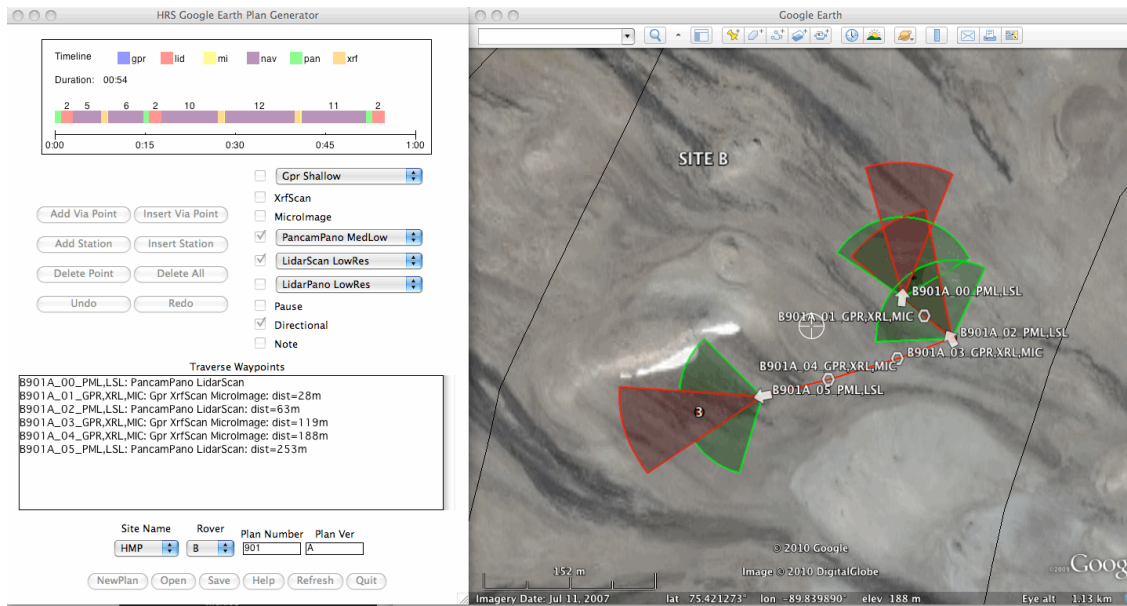 HRS Google Earth Plan Generator
Timeline gpr lid mi nav pan xrf
Duration: 00:54
2 5 6 2 10 12 11 2
0:00 0:15 0:30 0:45 1:00
Gpr Shallow
XrfScan
MicroImage
PancamPano MedLow
LidarScan LowRes
LidarPano LowRes
Pause
Directional
Note
Add Via Point Insert Via Point
Add Station Insert Station
Delete Point Delete All
Undo Redo
Traverse Waypoints
B901A_00_PML,LSL: PancamPano LidarScan
B901A_01_GPR,XRL,MIC: Gpr XrfScan MicroImage: dist=28m
B901A_02_PML,LSL: PancamPano LidarScan: dist=63m
B901A_03_GPR,XRL,MIC: Gpr XrfScan MicroImage: dist=119m
B901A_04_GPR,XRL,MIC: Gpr XrfScan MicroImage: dist=188m
B901A_05_PML,LSL: PancamPano LidarScan: dist=253m
Site Name Rover Plan Number Plan Ver
HMP B 901 A
NewPlan Open Save Help Refresh Quit
Google Earth
SITE B
B901A_00_PML,LSL
B901A_01_GPR,XRL,MIC
B901A_02_PML,LSL
B901A_03_GPR,XRL,MIC
B901A_04_GPR,XRL,MIC
B901A_05_PML,LSL
3
© 2010 Google
152 m
Image © 2010 DigitalGlobe
©2009 Goog
Imagery Date: Jul 11, 2007 lat 75.421273° lon -89.839890° elev 188 m Eye alt 1.13 km